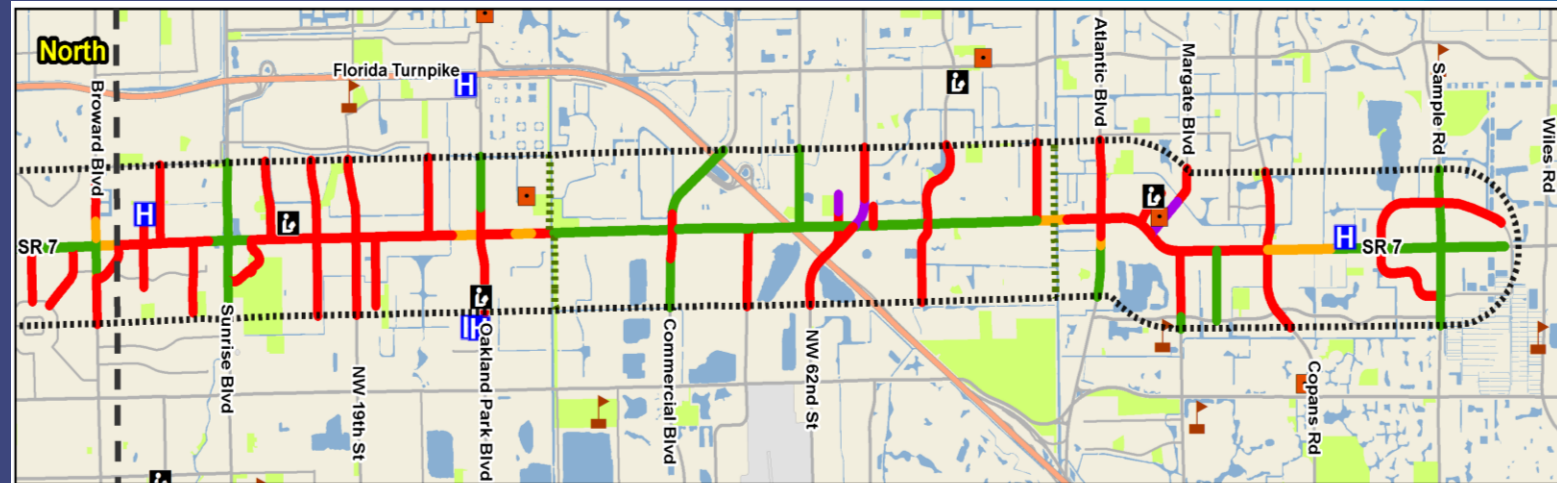 North
Florida Turnpike
H
Broward Blvd
Atlantic Blvd
Margate Blvd
Sample Rd
Wiles Rd
H
H
SR 7
SR 7
H
Sunrise Blvd
NW 19th St
Oakland Park Blvd
Commercial Blvd
NW 62nd St
Copans Rd